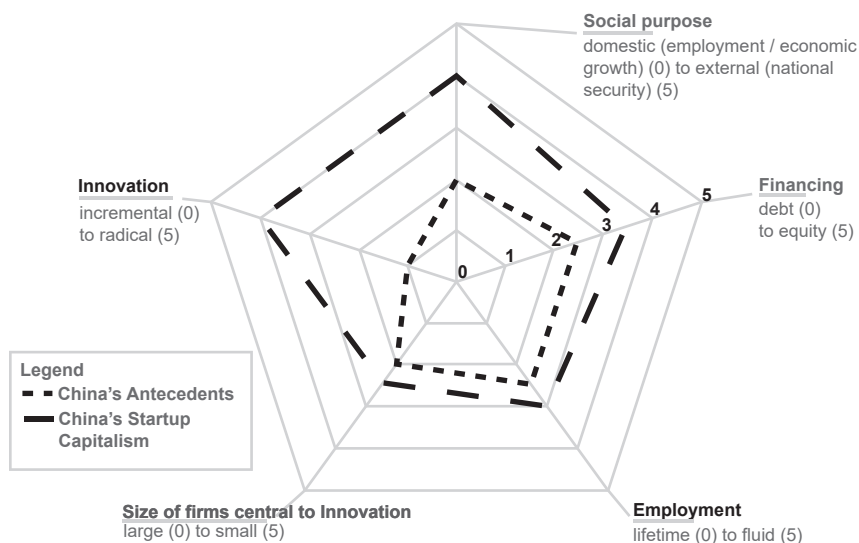 Social purpose
domestic (employment / economic
growth) (0) to external (national
security) (5)
Innovation
incremental (0)
to radical (5)
Financing
debt (0)
to equity (5)
5
4
3
2
1
0
Legend
China's Antecedents
China's Startup
Capitalism
Size of firms central to Innovation
large (0) to small (5)
Employment
lifetime (0) to fluid (5)